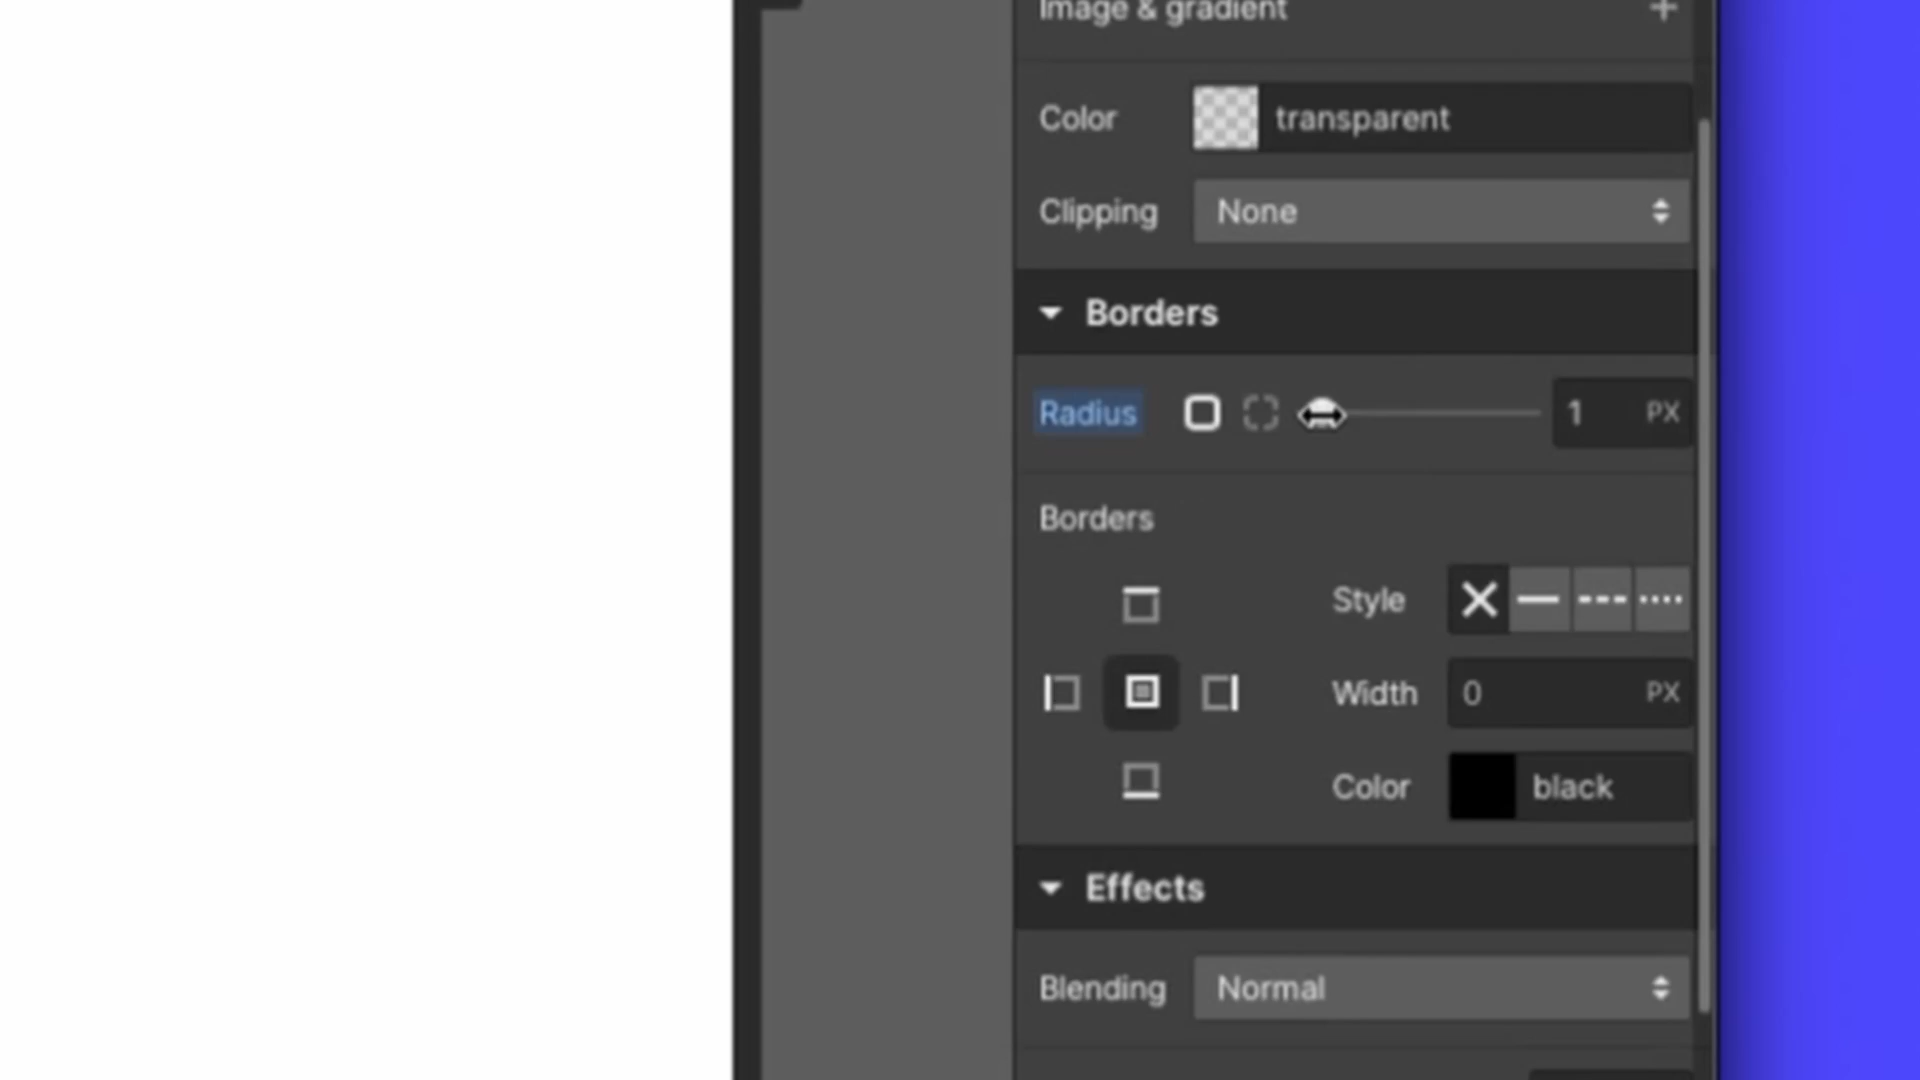 Image & gradient
Color transparent
Clipping None
Borders
Radius 1 PX
Borders
Style
Width 0 PX
Color black
Effects
Blending Normal